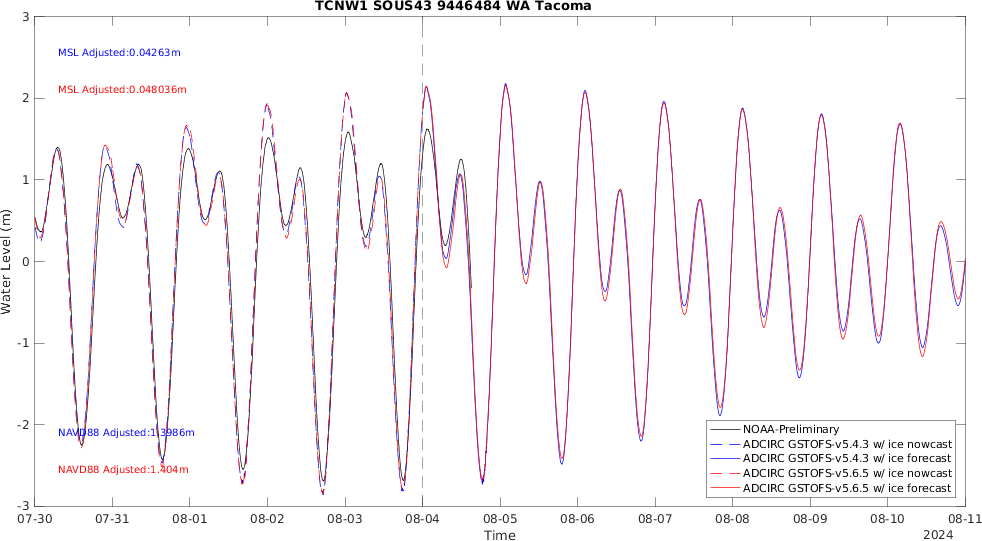 TCNW1 SOUS43 9446484 WA Tacoma
3
2
1
0
-1
-2
-3
Water Level (m)
MSL Adjusted:0.04263m
MSL Adjusted:0.048036m
NAVD88 Adjusted:1.3986m
NAVD88 Adjusted:1.404m
NOAA-Preliminary
ADCIRC GSTOFS-v5.4.3 w/ ice nowcast
ADCIRC GSTOFS-v5.4.3 w/ ice forecast
ADCIRC GSTOFS-v5.6.5 w/ ice nowcast
ADCIRC GSTOFS-v5.6.5 w/ ice forecast
07-30 07-31 08-01 08-02 08-03 08-04 08-05 08-06 08-07 08-08 08-09 08-10 08-11
Time
2024